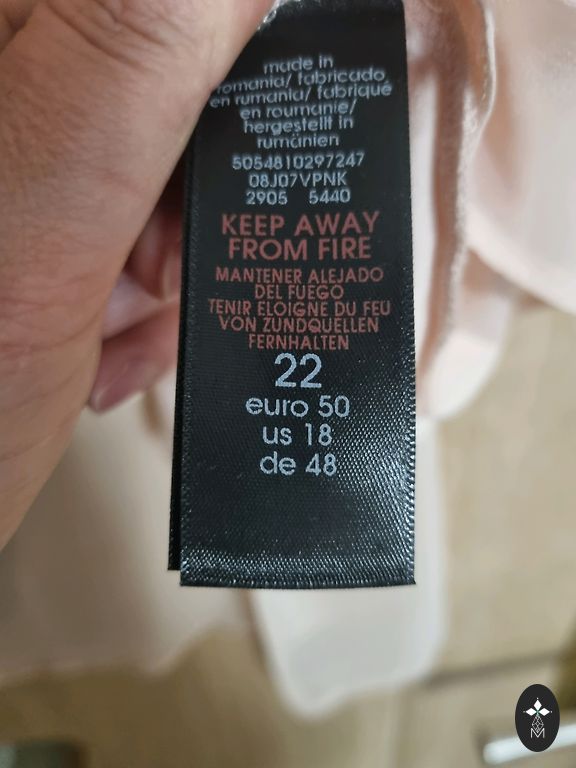 made in
romania/ fabricado
en rumania/ fabriqué
en roumanie/
hergestellt in
rumänien
5054810297247
08J07VPNK
2905 5440
KEEP AWAY
FROM FIRE
MANTENER ALEJADO
DEL FUEGO
TENIR ELOIGNE DU FEU
VON ZUNDQUELLEN
FERNHALTEN
22
euro 50
us 18
de 48
M